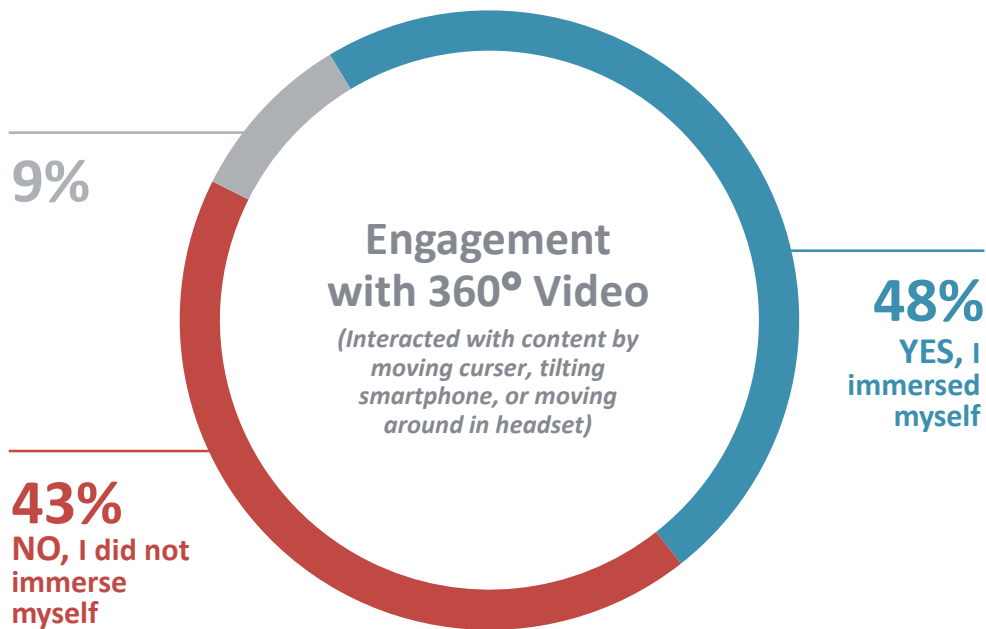 Engagement
with 360° Video
(Interacted with content by
moving curser, tilting
smartphone, or moving
around in headset)
9%
48%
YES, I
immersed
myself
43%
NO, I did not
immerse
myself